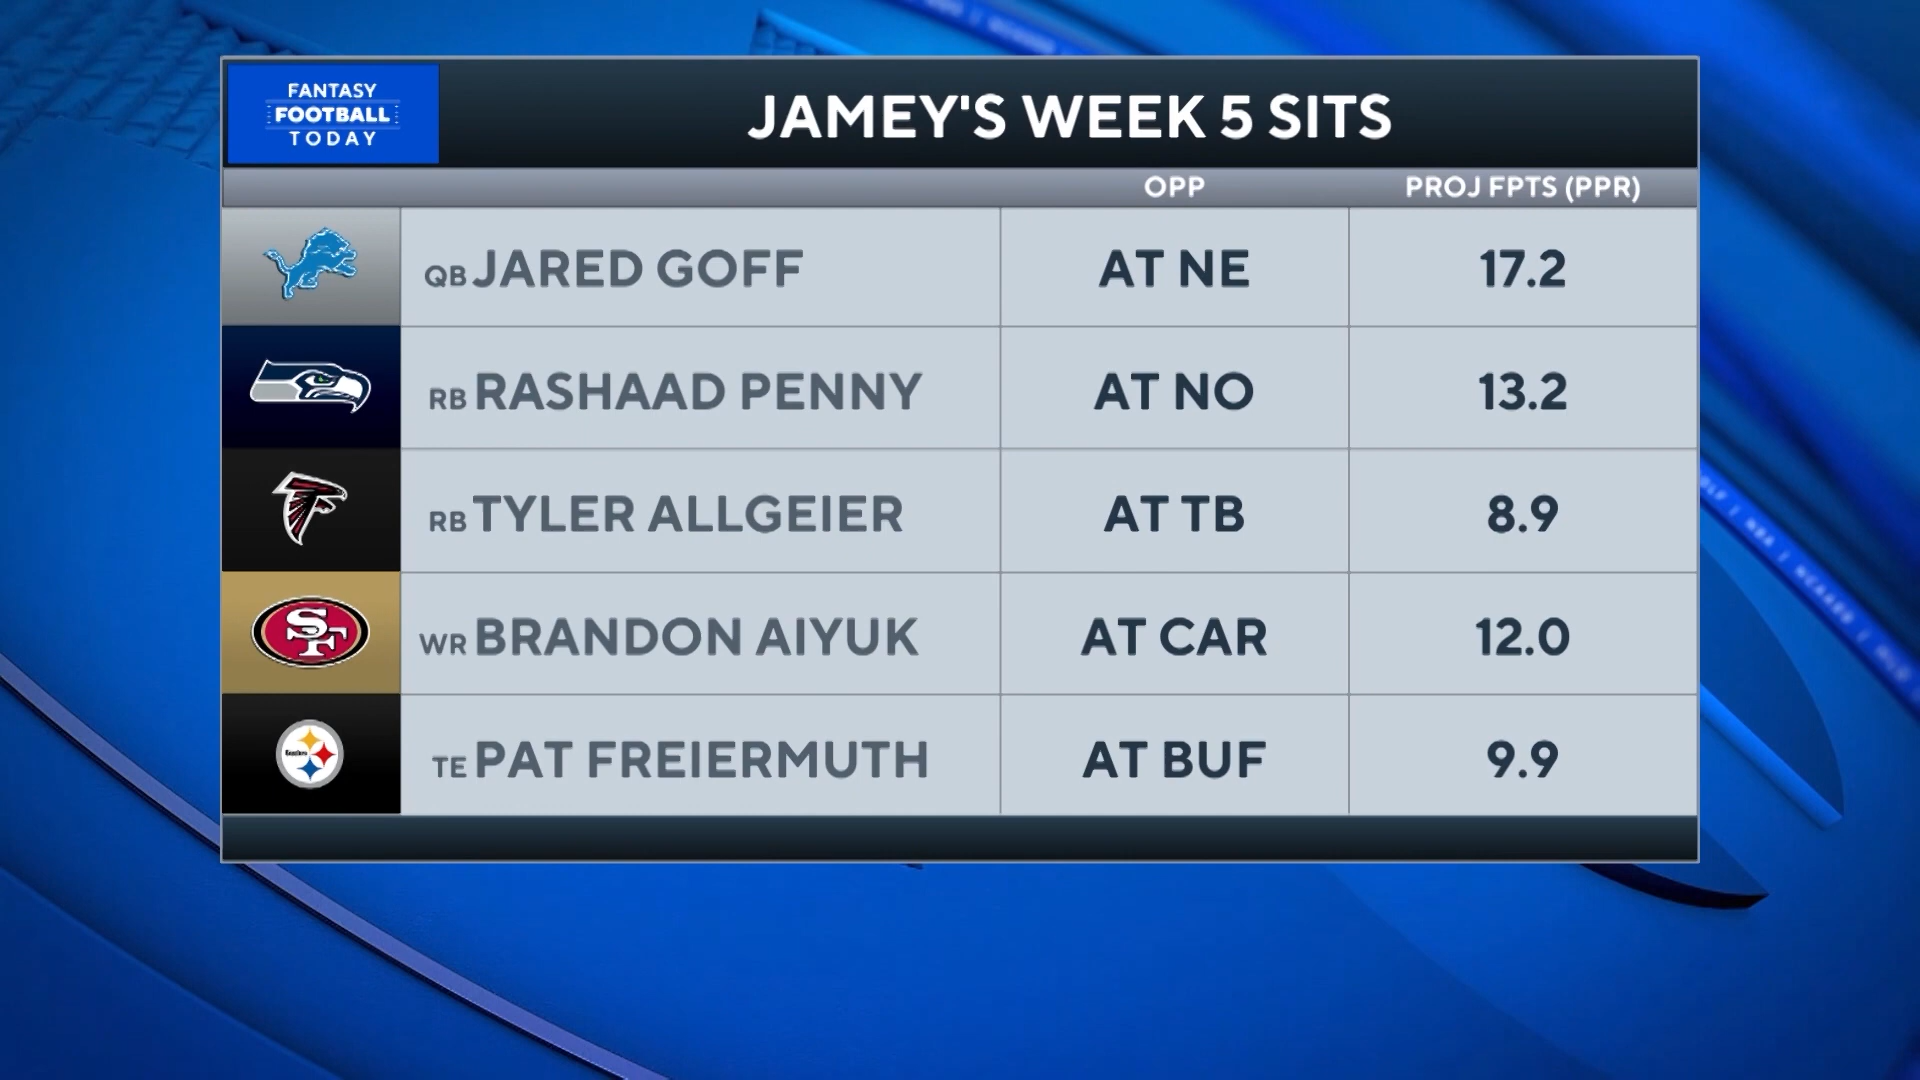 FANTASY
FOOTBALL
TODAY
JAMEY'S WEEK 5 SITS
OPP PROJ FPTS (PPR)
QB JARED GOFF AT NE 17.2
RB RASHAAD PENNY AT NO 13.2
RB TYLER ALLGEIER AT TB 8.9
SF
WR BRANDON AIYUK AT CAR 12.0
Steelers
TE PAT FREIERMUTH AT BUF 9.9